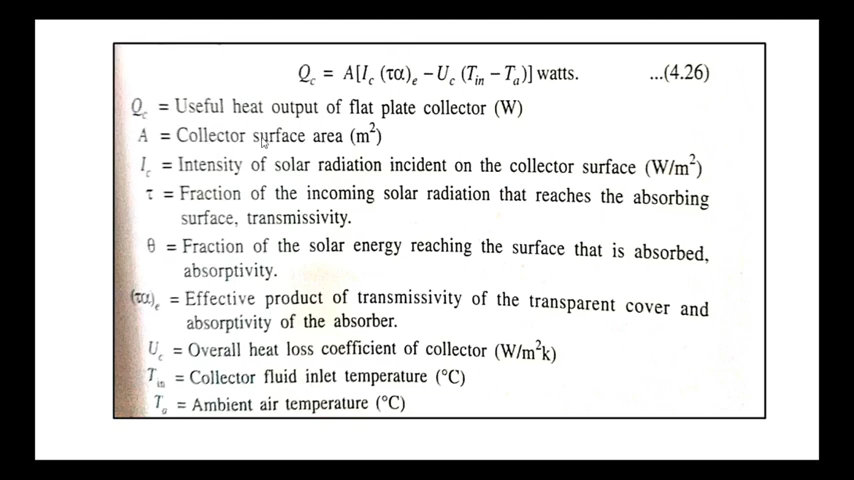 Q_c = A[I_c (τα)_e − U_c (T_in − T_a)] watts. ...(4.26)
Q_c = Useful heat output of flat plate collector (W)
A = Collector surface area (m²)
I_c = Intensity of solar radiation incident on the collector surface (W/m²)
τ = Fraction of the incoming solar radiation that reaches the absorbing
surface, transmissivity.
θ = Fraction of the solar energy reaching the surface that is absorbed,
absorptivity.
(τα)_e = Effective product of transmissivity of the transparent cover and
absorptivity of the absorber.
U_c = Overall heat loss coefficient of collector (W/m²k)
T_in = Collector fluid inlet temperature (°C)
T_a = Ambient air temperature (°C)